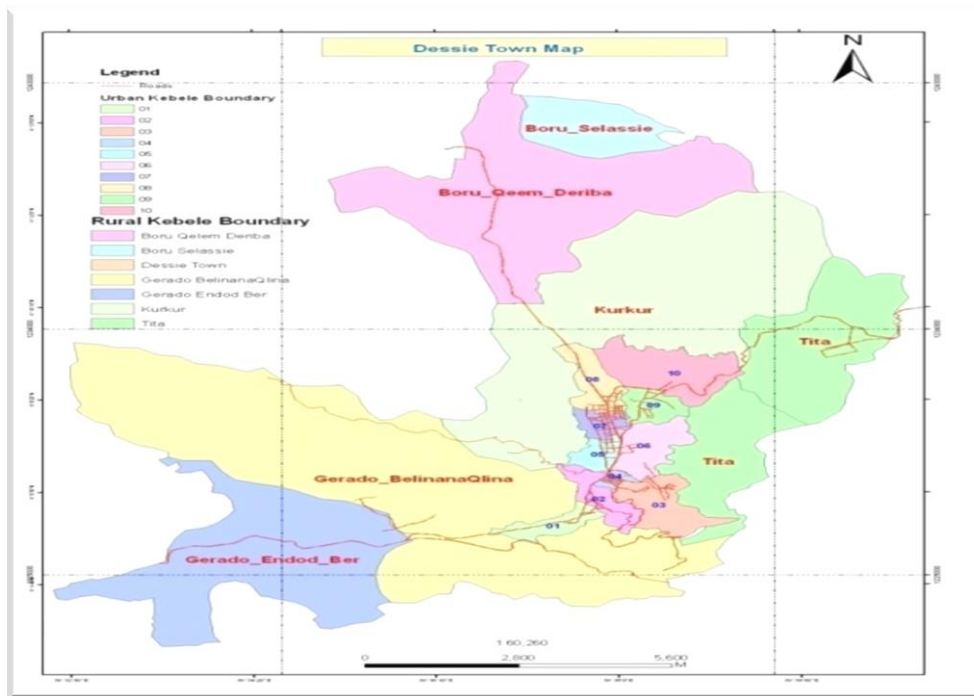 Dessie Town Map
N
Legend
Roads
Urban Kebele Boundary
01
02
03
04
05
06
07
08
09
10
Rural Kebele Boundary
Boru Qelem Deriba
Boru Selassie
Dessie Town
Gerado BelinanaQlina
Gerado Endod Ber
Kurkur
Tita
Boru_Selassie
Boru_Qeem_Deriba
Kurkur
Tita
10
08
09
07
06
05
Tita
Gerado_BelinanaQlina
04
02
03
01
Gerado_Endod_Ber
1:60,260
0 2,800 5,600
M